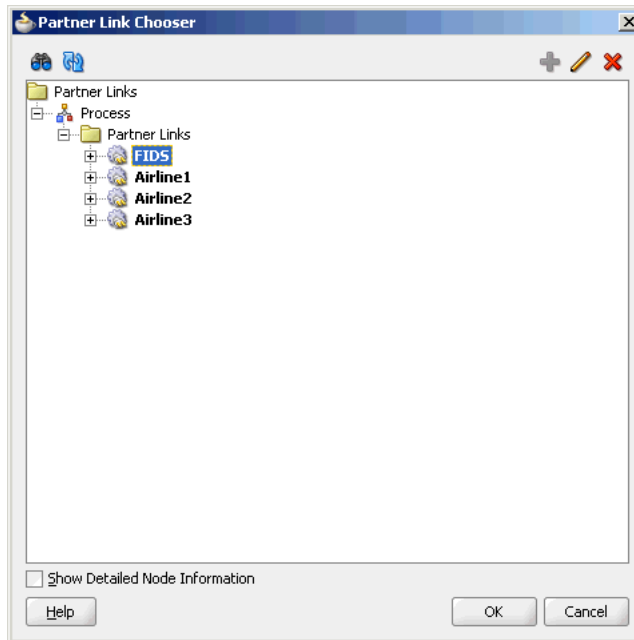 Partner Link Chooser
Partner Links
Process
Partner Links
FIDS
Airline1
Airline2
Airline3
Show Detailed Node Information
Help
OK
Cancel